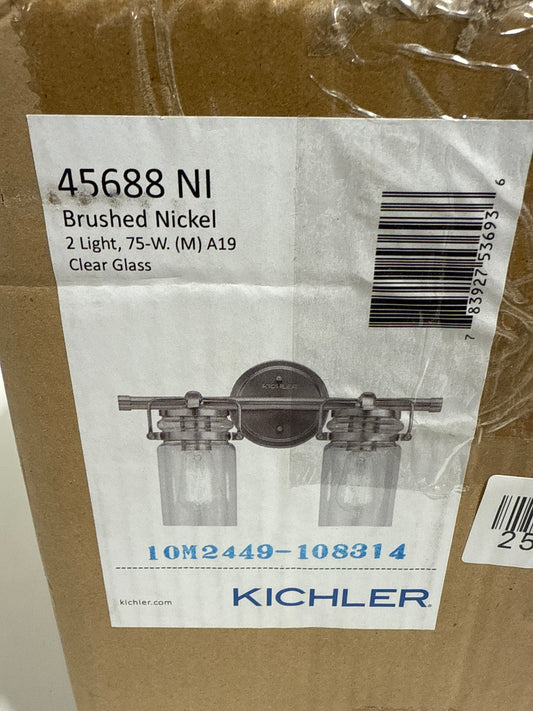 45688 NI
Brushed Nickel
2 Light, 75-W. (M) A19
Clear Glass
7 83927 53693 6
KICHLER
10M2449-108314
25
kichler.com
KICHLER®